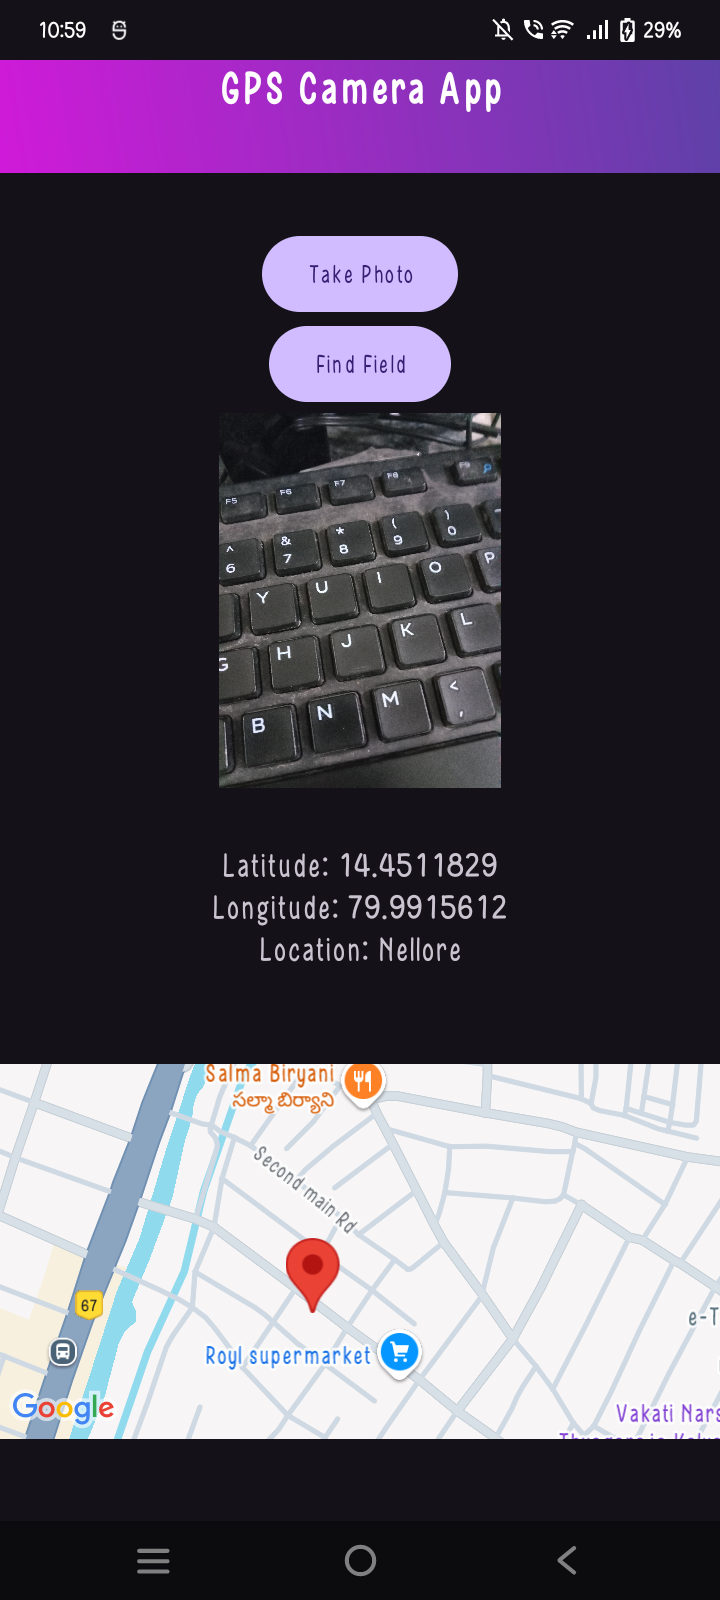 10:59
29%
GPS Camera App
Take Photo
Find Field
F5 F6 F7 F8 F9
^ & * ( )
6 7 8 9 0
Y U I O P
G H J K L
B N M <
,
Latitude: 14.4511829
Longitude: 79.9915612
Location: Nellore
Salma Biryani
సల్మా బిర్యాని
Second main Rd
67
e-T
Royl supermarket
Google
Vakati Nars